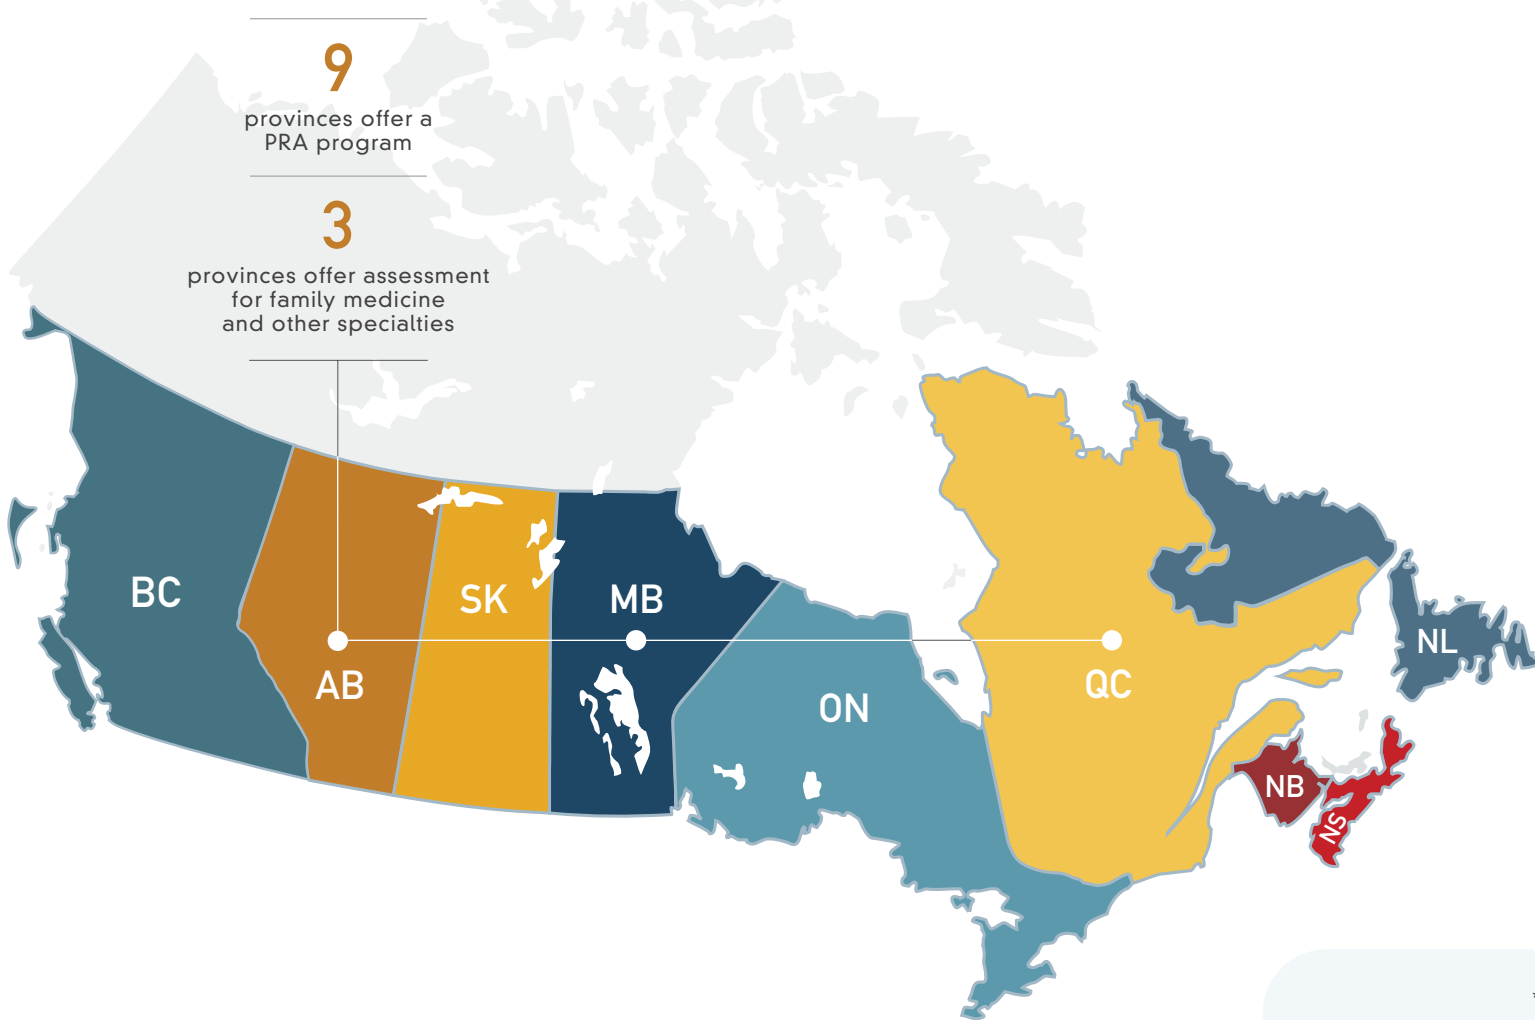 9
provinces offer a
PRA program
3
provinces offer assessment
for family medicine
and other specialties
BC
AB
SK
MB
ON
QC
NL
NB
NS
*